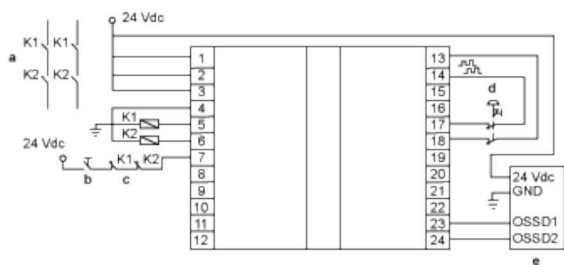 24 Vdc
K1 K1
a
K2 K2
1 13
2 14
3 15 d
4 16
K1 5 17
K2 6 18
24 Vdc
K1 K2 7 19
b c
8 20 24 Vdc
9 21 GND
10 22
11 23 OSSD1
12 24 OSSD2
e